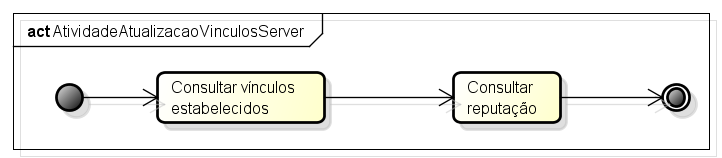 act AtividadeAtualizacaoVinculosServer
Consultar vínculos
estabelecidos
Consultar
reputação